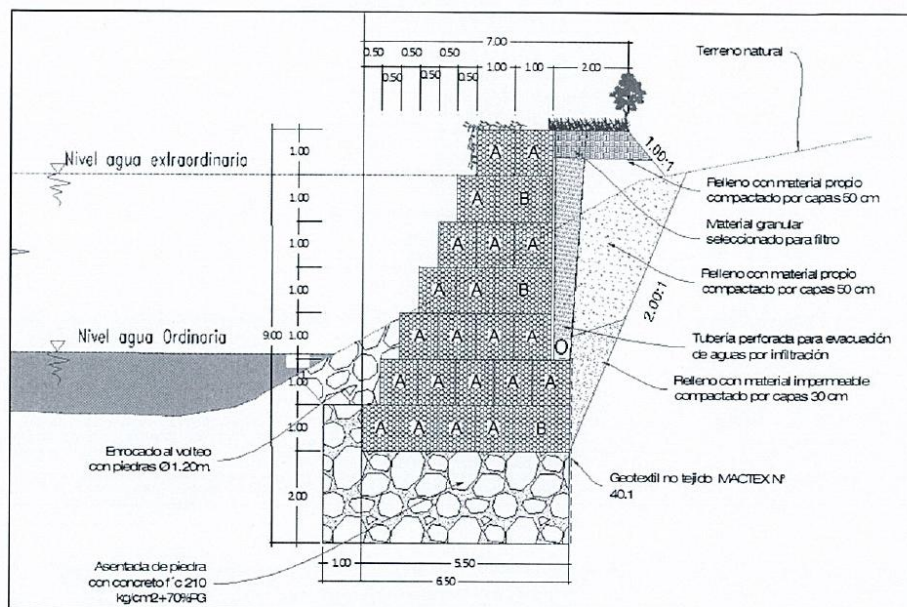 7.00
0.50 0.50 0.50
0.50 0.50 0.50
1.00 1.00 2.00
Terreno natural
1.00:1
Nivel agua extraordinaria
1.00
1.00
1.00
1.00
1.00
1.00
1.00
2.00
9.00
A A
A B
A A A
A A B
A A A A
A A A A A
A A A A B
Relleno con material propio
compactado por capas 50 cm
Material granular
seleccionado para filtro
Relleno con material propio
compactado por capas 50 cm
2.00:1
Nivel agua Ordinaria
O
Tubería perforada para evacuación
de aguas por infiltración
Relleno con material impermeable
compactado por capas 30 cm
Enrocado al volteo
con piedras Ø 1.20m.
Geotextil no tejido MACTEX N°
40.1
Asentada de piedra
con concreto f´c 210
kg/cm2+70%PG
1.00 5.50
6.50